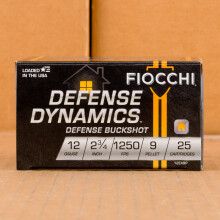 LOADED
IN THE USA
FIOCCHI
DEFENSE
DYNAMICS
DEFENSE BUCKSHOT
12 2¾ 1250 9 25
GAUGE INCH FPS PELLET CARTRIDGES